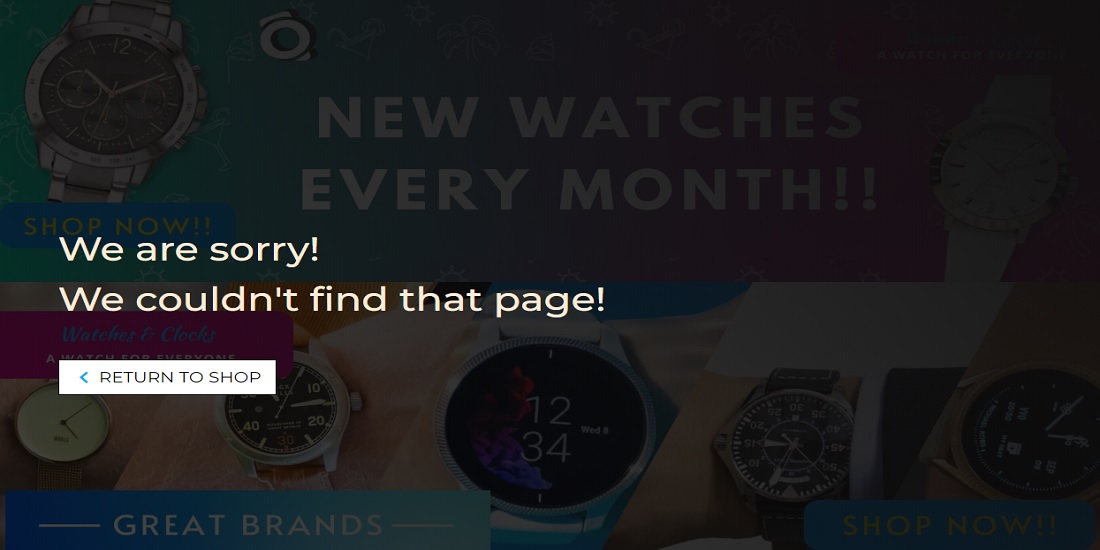 A WATCH FOR EVERYONE
NEW WATCHES
EVERY MONTH!!
SHOP NOW!!
We are sorry!
We couldn't find that page!
Watches & Clocks
A WATCH FOR EVERYONE
RETURN TO SHOP
12
34
Wed 8
GREAT BRANDS
SHOP NOW!!